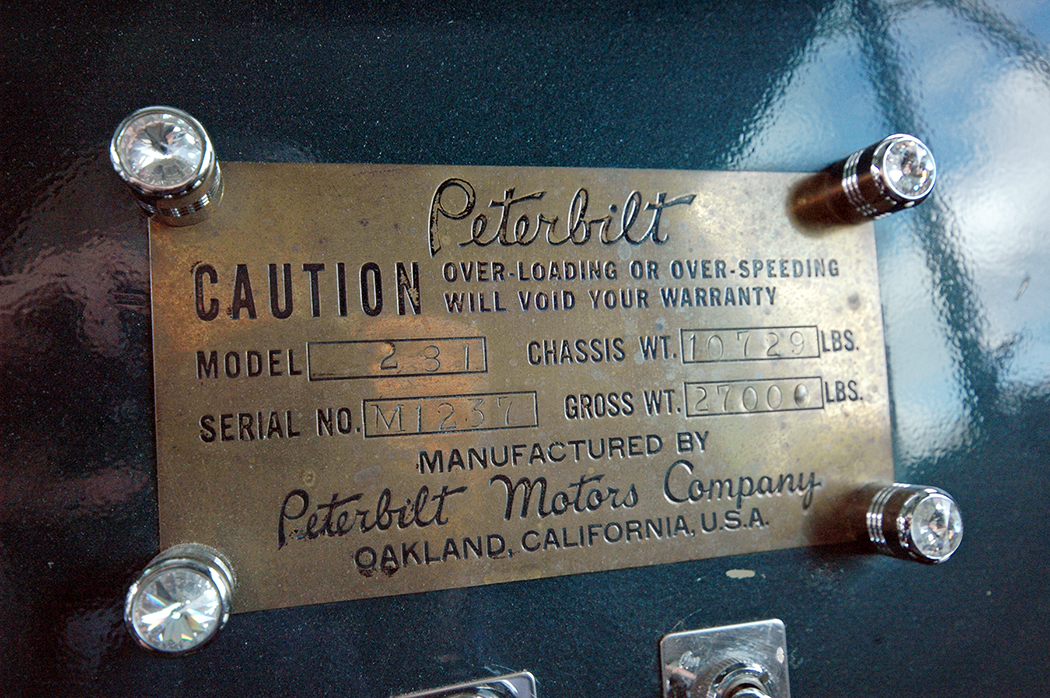 Peterbilt
CAUTION OVER-LOADING OR OVER-SPEEDING
WILL VOID YOUR WARRANTY
MODEL 281 CHASSIS WT. 10729 LBS.
SERIAL NO. M1237 GROSS WT. 27000 LBS.
MANUFACTURED BY
Peterbilt Motors Company
OAKLAND, CALIFORNIA, U.S.A.